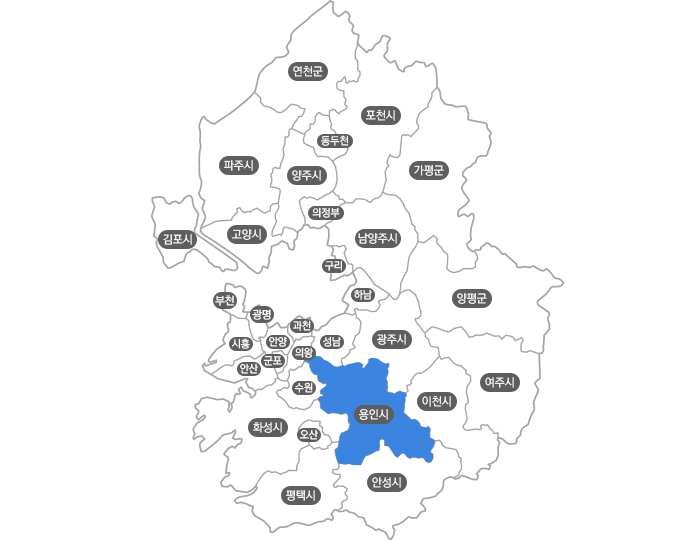 연천군
포천시
동두천
파주시
양주시
가평군
의정부
고양시
김포시
남양주시
구리
하남
양평군
부천
광명
과천
시흥
안양
성남
광주시
의왕
군포
안산
여주시
수원
이천시
용인시
화성시
오산
안성시
평택시